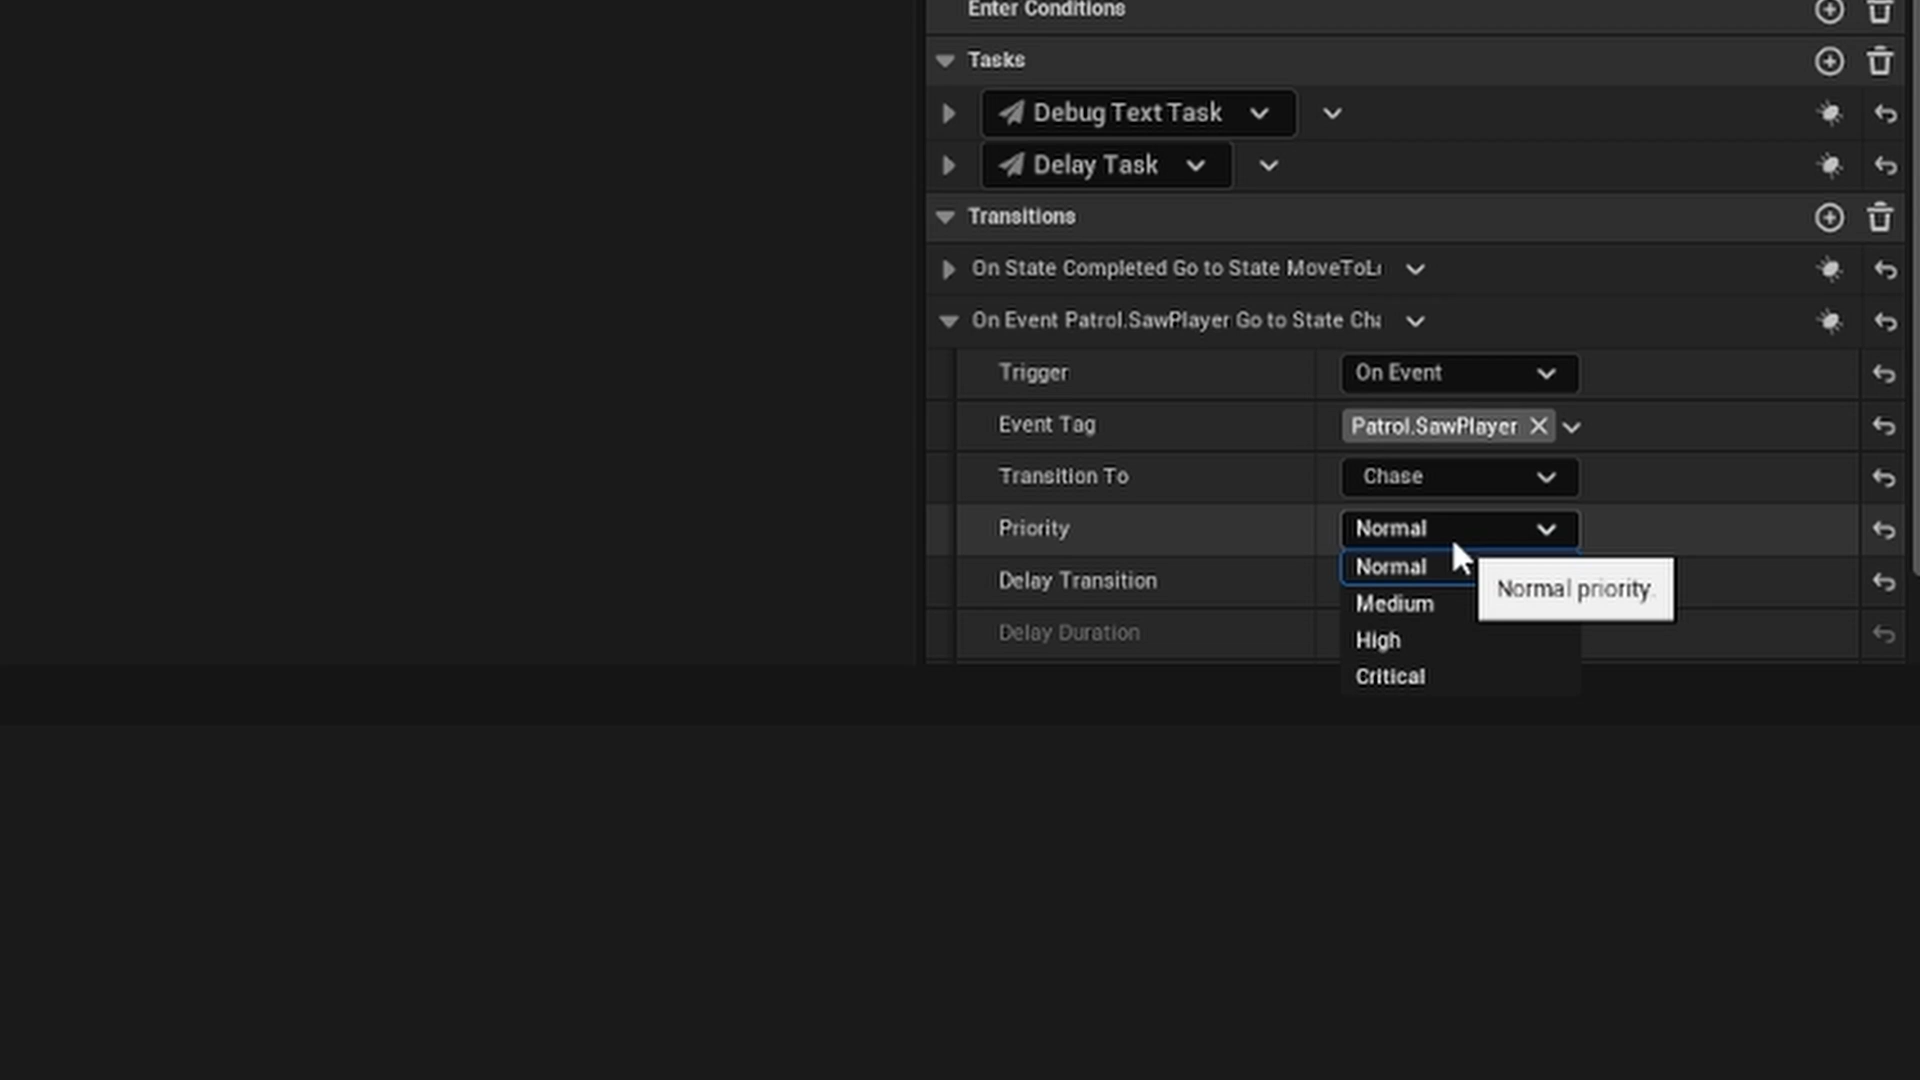 Enter Conditions
Tasks
Debug Text Task
Delay Task
Transitions
On State Completed Go to State MoveToL
On Event Patrol.SawPlayer Go to State Cha
Trigger On Event
Event Tag Patrol.SawPlayer
Transition To Chase
Priority Normal
Normal
Normal priority.
Delay Transition
Medium
Delay Duration
High
Critical